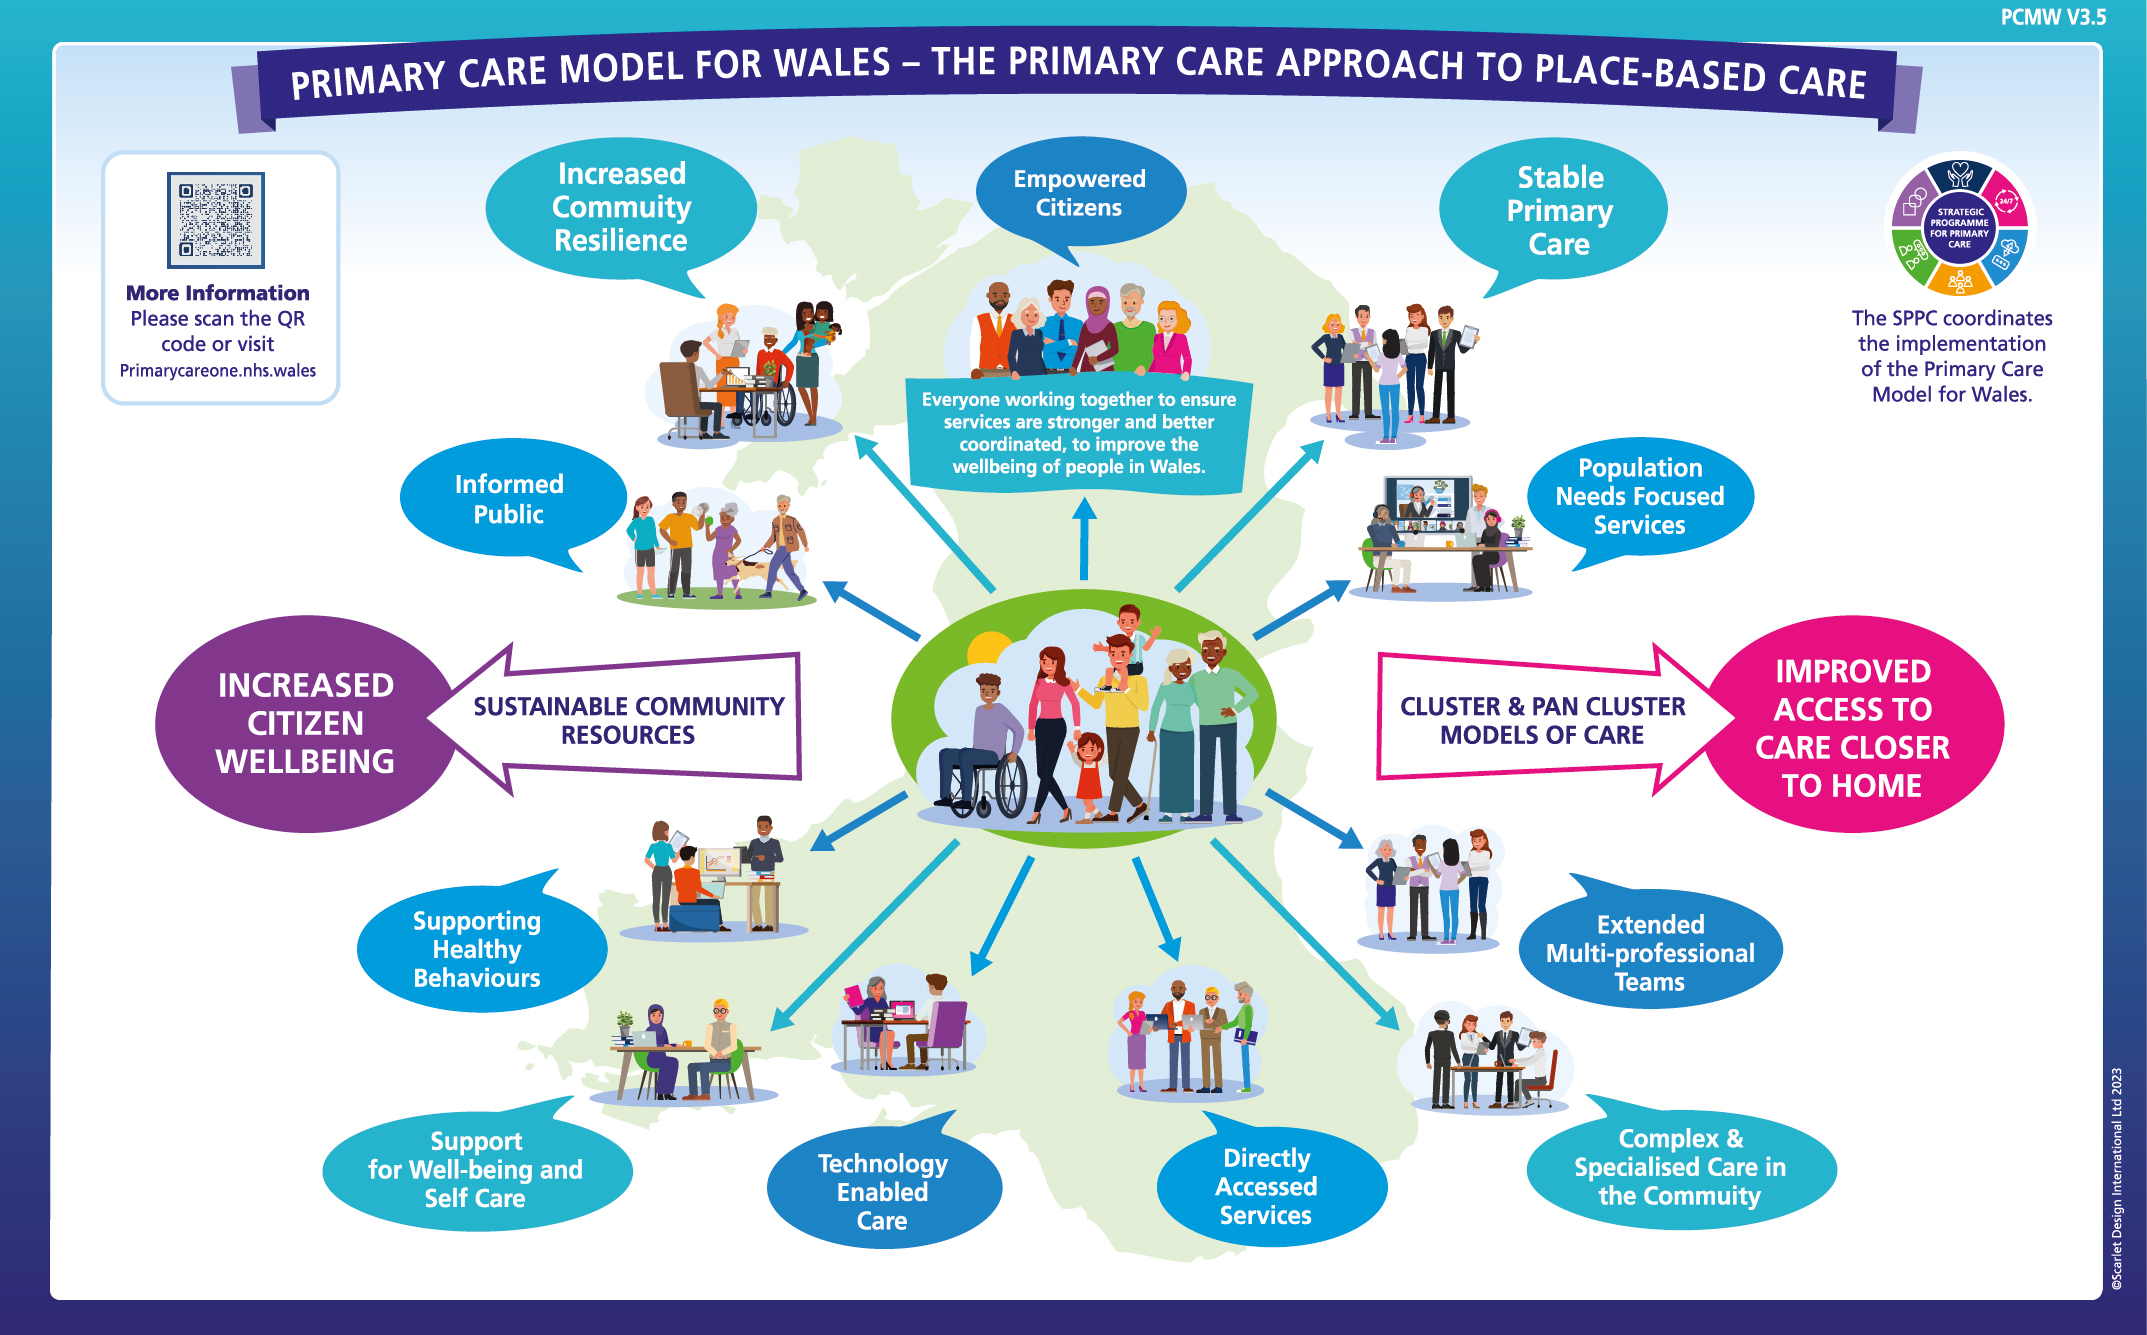 PCMW V3.5
PRIMARY CARE MODEL FOR WALES – THE PRIMARY CARE APPROACH TO PLACE-BASED CARE
More Information
Please scan the QR
code or visit
Primarycareone.nhs.wales
Increased
Commuity
Resilience
Empowered
Citizens
Stable
Primary
Care
24/7
STRATEGIC
PROGRAMME
FOR PRIMARY
CARE
The SPPC coordinates
the implementation
of the Primary Care
Model for Wales.
Everyone working together to ensure
services are stronger and better
coordinated, to improve the
wellbeing of people in Wales.
Informed
Public
Population
Needs Focused
Services
INCREASED
CITIZEN
WELLBEING
SUSTAINABLE COMMUNITY
RESOURCES
CLUSTER & PAN CLUSTER
MODELS OF CARE
IMPROVED
ACCESS TO
CARE CLOSER
TO HOME
Supporting
Healthy
Behaviours
Extended
Multi-professional
Teams
Support
for Well-being and
Self Care
Technology
Enabled
Care
Directly
Accessed
Services
Complex &
Specialised Care in
the Commuity
©Scarlet Design International Ltd 2023